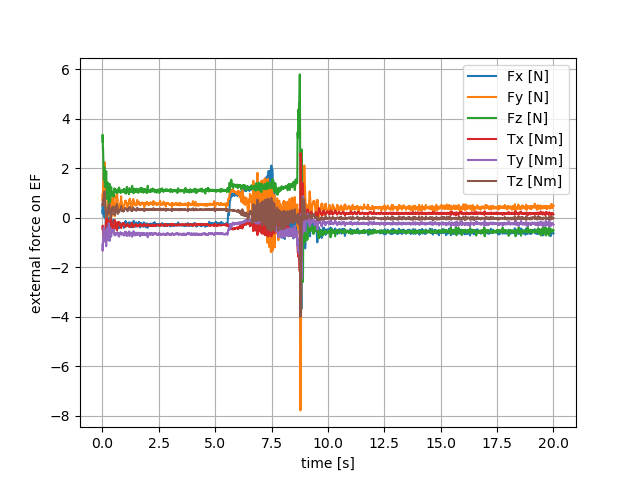 6
4
2
0
−2
−4
−6
−8
external force on EF
Fx [N]
Fy [N]
Fz [N]
Tx [Nm]
Ty [Nm]
Tz [Nm]
0.0 2.5 5.0 7.5 10.0 12.5 15.0 17.5 20.0
time [s]